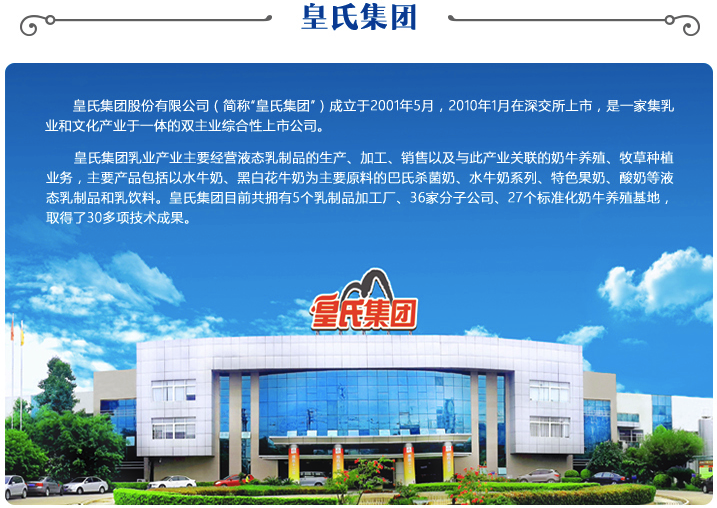 皇氏集团
皇氏集团股份有限公司（简称“皇氏集团”）成立于2001年5月，2010年1月在深交所上市，是一家集乳
业和文化产业于一体的双主业综合性上市公司。
皇氏集团乳业产业主要经营液态乳制品的生产、加工、销售以及与此产业关联的奶牛养殖、牧草种植
业务，主要产品包括以水牛奶、黑白花牛奶为主要原料的巴氏杀菌奶、水牛奶系列、特色果奶、酸奶等液
态乳制品和乳饮料。皇氏集团目前共拥有5个乳制品加工厂、36家分子公司、27个标准化奶牛养殖基地，
取得了30多项技术成果。
皇氏集团